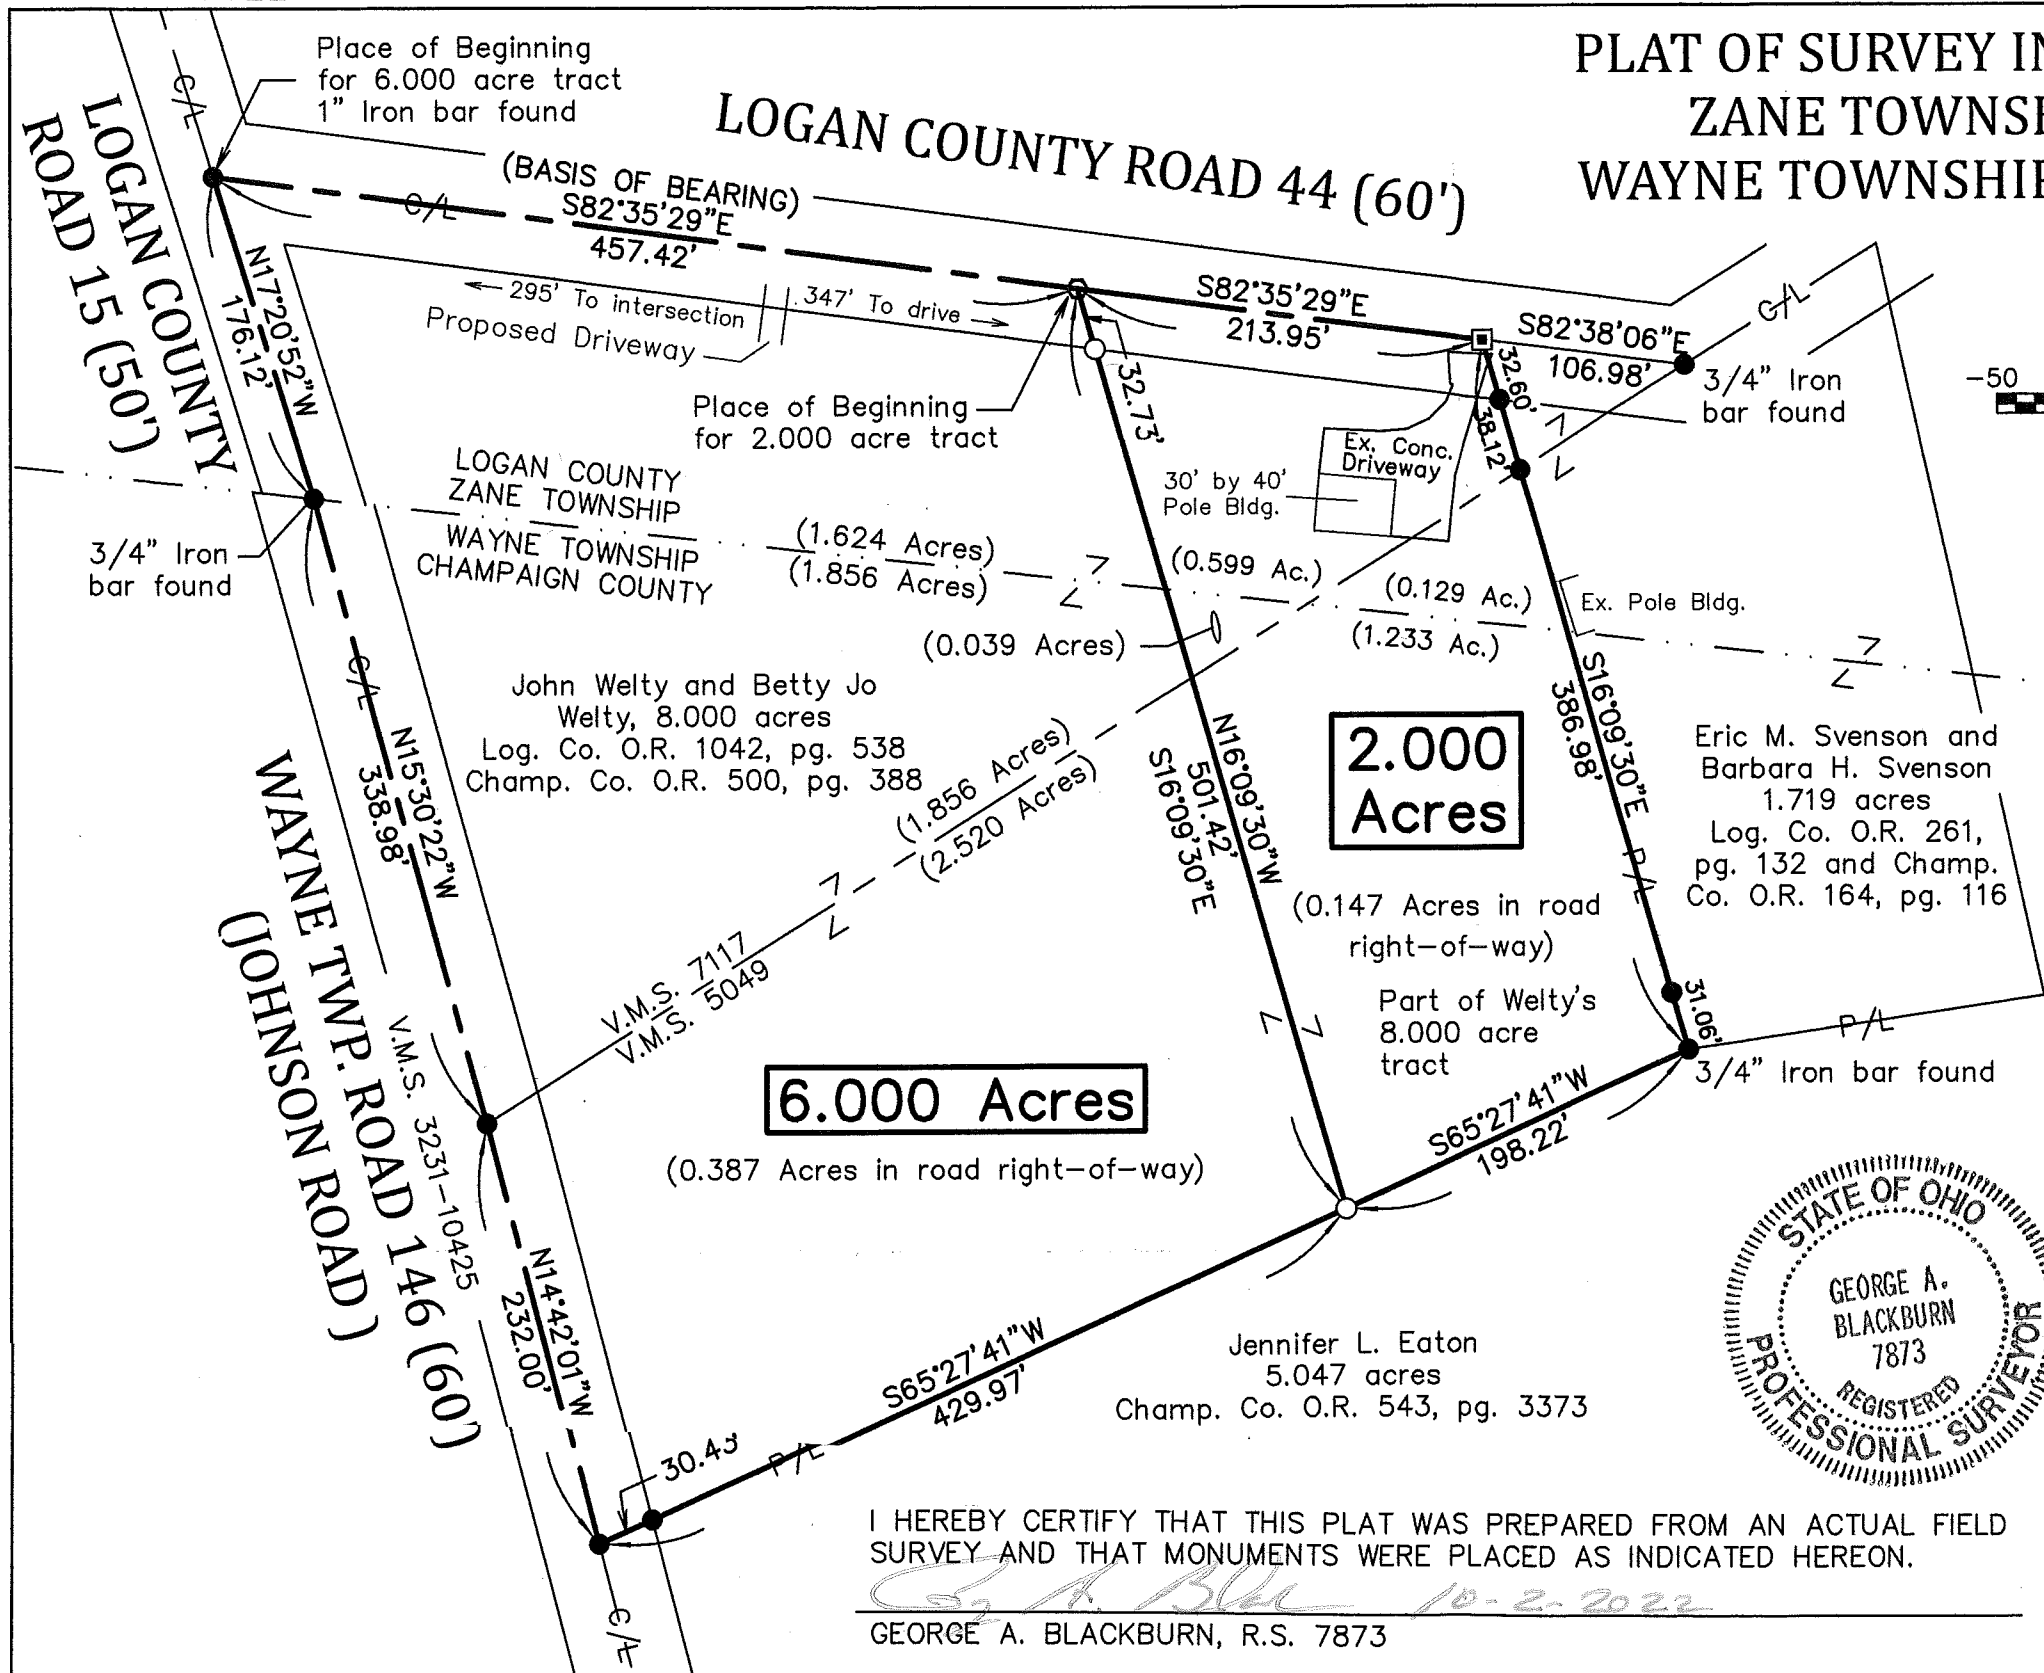 PLAT OF SURVEY IN
ZANE TOWNSH
WAYNE TOWNSHIP
Place of Beginning
for 6.000 acre tract
1" Iron bar found
C/L
LOGAN COUNTY
ROAD 15 (50')
LOGAN COUNTY ROAD 44 (60')
(BASIS OF BEARING)
C/L
S82°35'29"E
457.42'
295' To intersection
347' To drive
Proposed Driveway
S82°35'29"E
213.95'
S82°38'06"E
106.98'
C/L
3/4" Iron
bar found
-50
N17°20'52"W
176.12'
32.73'
32.60'
38.12'
Place of Beginning
for 2.000 acre tract
Ex. Conc.
Driveway
30' by 40'
Pole Bldg.
LOGAN COUNTY
ZANE TOWNSHIP
WAYNE TOWNSHIP
CHAMPAIGN COUNTY
(1.624 Acres)
(1.856 Acres)
(0.599 Ac.)
(0.129 Ac.)
(1.233 Ac.)
Ex. Pole Bldg.
(0.039 Acres)
3/4" Iron
bar found
C/L
John Welty and Betty Jo
Welty, 8.000 acres
Log. Co. O.R. 1042, pg. 538
Champ. Co. O.R. 500, pg. 388
N15°30'22"W
338.98'
(1.856 Acres)
(2.520 Acres)
N16°09'30"W
501.42'
S16°09'30"E
2.000
Acres
S16°09'30"E
386.98'
P/L
Eric M. Svenson and
Barbara H. Svenson
1.719 acres
Log. Co. O.R. 261,
pg. 132 and Champ.
Co. O.R. 164, pg. 116
(0.147 Acres in road
right-of-way)
Part of Welty's
8.000 acre
tract
31.06'
P/L
3/4" Iron bar found
WAYNE TWP. ROAD 146 (60')
(JOHNSON ROAD )
V.M.S. 3231-10425
V.M.S. 7117
V.M.S. 5049
6.000 Acres
(0.387 Acres in road right-of-way)
S65°27'41"W
198.22'
N14°42'01"W
232.00'
S65°27'41"W
429.97'
P/L
Jennifer L. Eaton
5.047 acres
Champ. Co. O.R. 543, pg. 3373
STATE OF OHIO
GEORGE A.
BLACKBURN
7873
REGISTERED
PROFESSIONAL SURVEYOR
I HEREBY CERTIFY THAT THIS PLAT WAS PREPARED FROM AN ACTUAL FIELD
SURVEY AND THAT MONUMENTS WERE PLACED AS INDICATED HEREON.
10-2-2022
GEORGE A. BLACKBURN, R.S. 7873
C/L